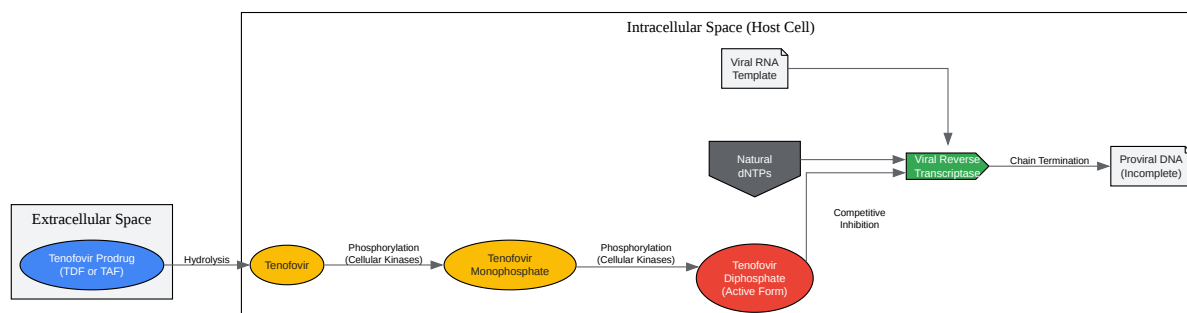 Intracellular Space (Host Cell)
Viral RNA
Template
Natural
dNTPs
Viral Reverse
Transcriptase
Chain Termination
Proviral DNA
(Incomplete)
Competitive
Inhibition
Extracellular Space
Tenofovir Prodrug
(TDF or TAF)
Hydrolysis
Tenofovir
Phosphorylation
(Cellular Kinases)
Tenofovir
Monophosphate
Phosphorylation
(Cellular Kinases)
Tenofovir
Diphosphate
(Active Form)